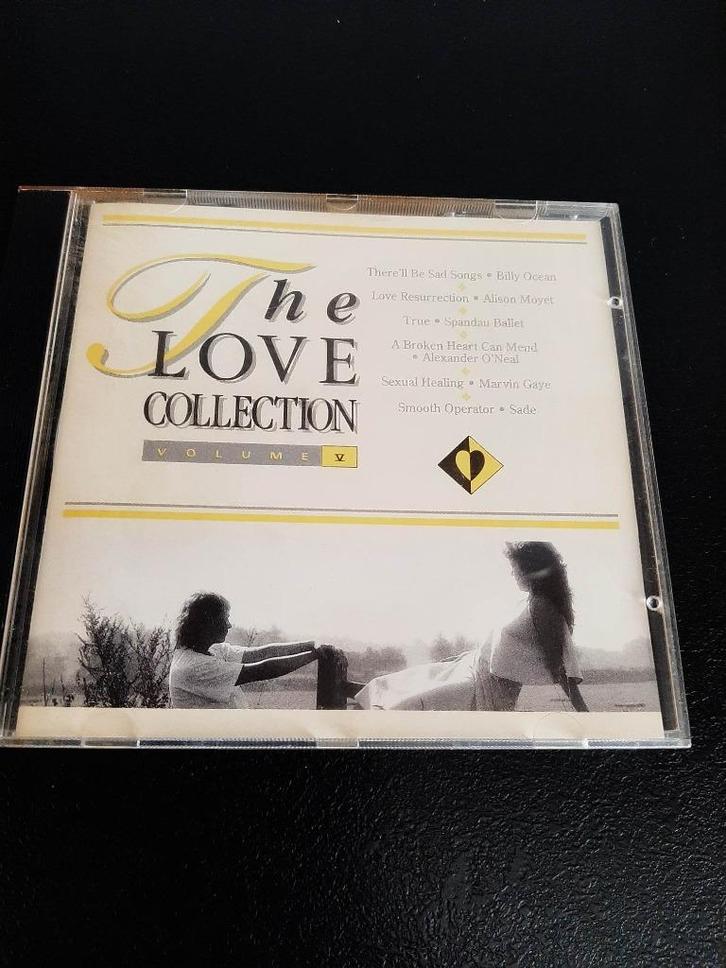 The
LOVE
COLLECTION
VOLUME V
There'll Be Sad Songs • Billy Ocean
Love Resurrection • Alison Moyet
True • Spandau Ballet
A Broken Heart Can Mend
• Alexander O'Neal
Sexual Healing • Marvin Gaye
Smooth Operator • Sade